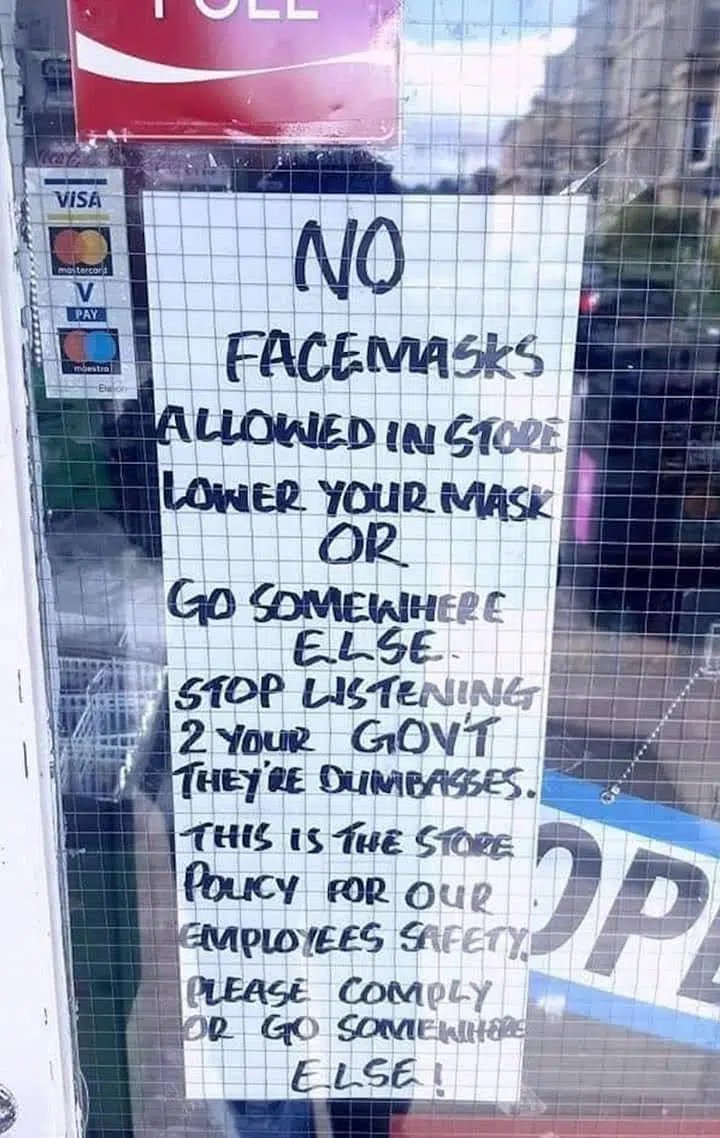 PULL
VISA
mastercard
V
PAY
maestro
NO
FACEMASKS
ALLOWED IN STORE
LOWER YOUR MASK
OR
GO SOMEWHERE
ELSE.
STOP LISTENING
2 YOUR GOV'T
THEY'RE DUMBASSES.
THIS IS THE STORE
POLICY FOR OUR
EMPLOYEES SAFETY.
PLEASE COMPLY
OR GO SOMEWHERE
ELSE!